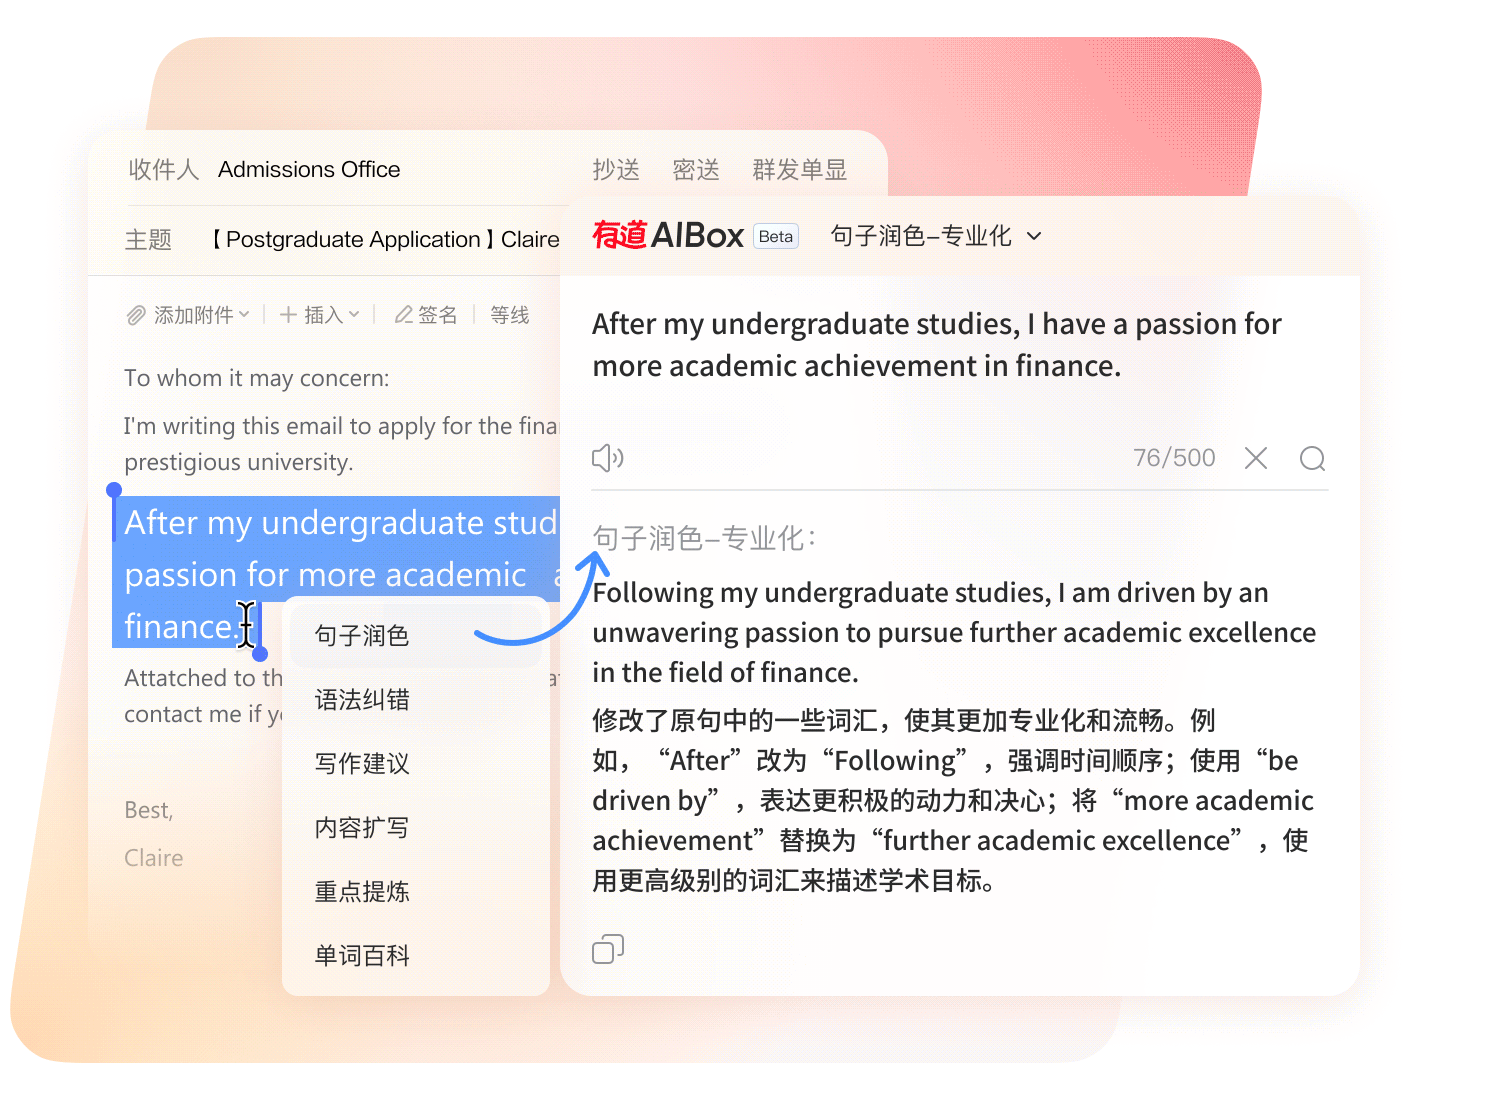 收件人 Admissions Office 抄送 密送 群发单显
主题 【Postgraduate Application】Claire
添加附件 插入 签名 等线
To whom it may concern:
I'm writing this email to apply for the
prestigious university.
After my undergraduate
passion for more academic
finance.
Attatched to
contact me if
Best,
Claire
句子润色
语法纠错
写作建议
内容扩写
重点提炼
单词百科
有道AIBox Beta 句子润色–专业化
After my undergraduate studies, I have a passion for
more academic achievement in finance.
76/500
句子润色–专业化：
Following my undergraduate studies, I am driven by an
unwavering passion to pursue further academic excellence
in the field of finance.
修改了原句中的一些词汇，使其更加专业化和流畅。例
如，“After”改为“Following”，强调时间顺序；使用“be
driven by”，表达更积极的动力和决心；将“more academic
achievement”替换为“further academic excellence”，使
用更高级别的词汇来描述学术目标。